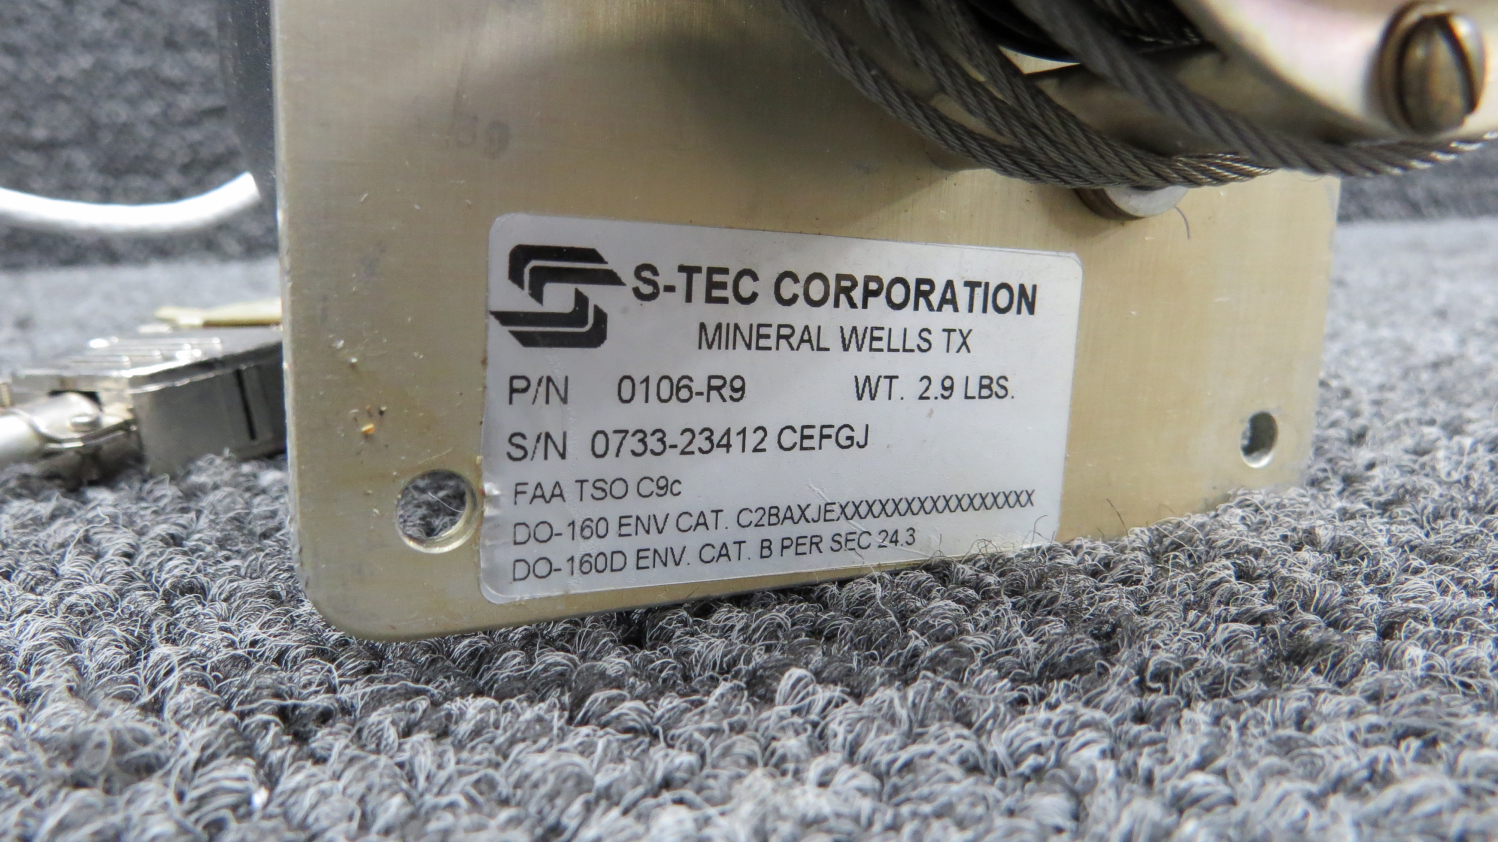 S-TEC CORPORATION
MINERAL WELLS TX
P/N 0106-R9 WT. 2.9 LBS.
S/N 0733-23412 CEFGJ
FAA TSO C9c
DO-160 ENV CAT. C2BAXJEXXXXXXXXXXXXXXXX
DO-160D ENV. CAT. B PER SEC 24.3